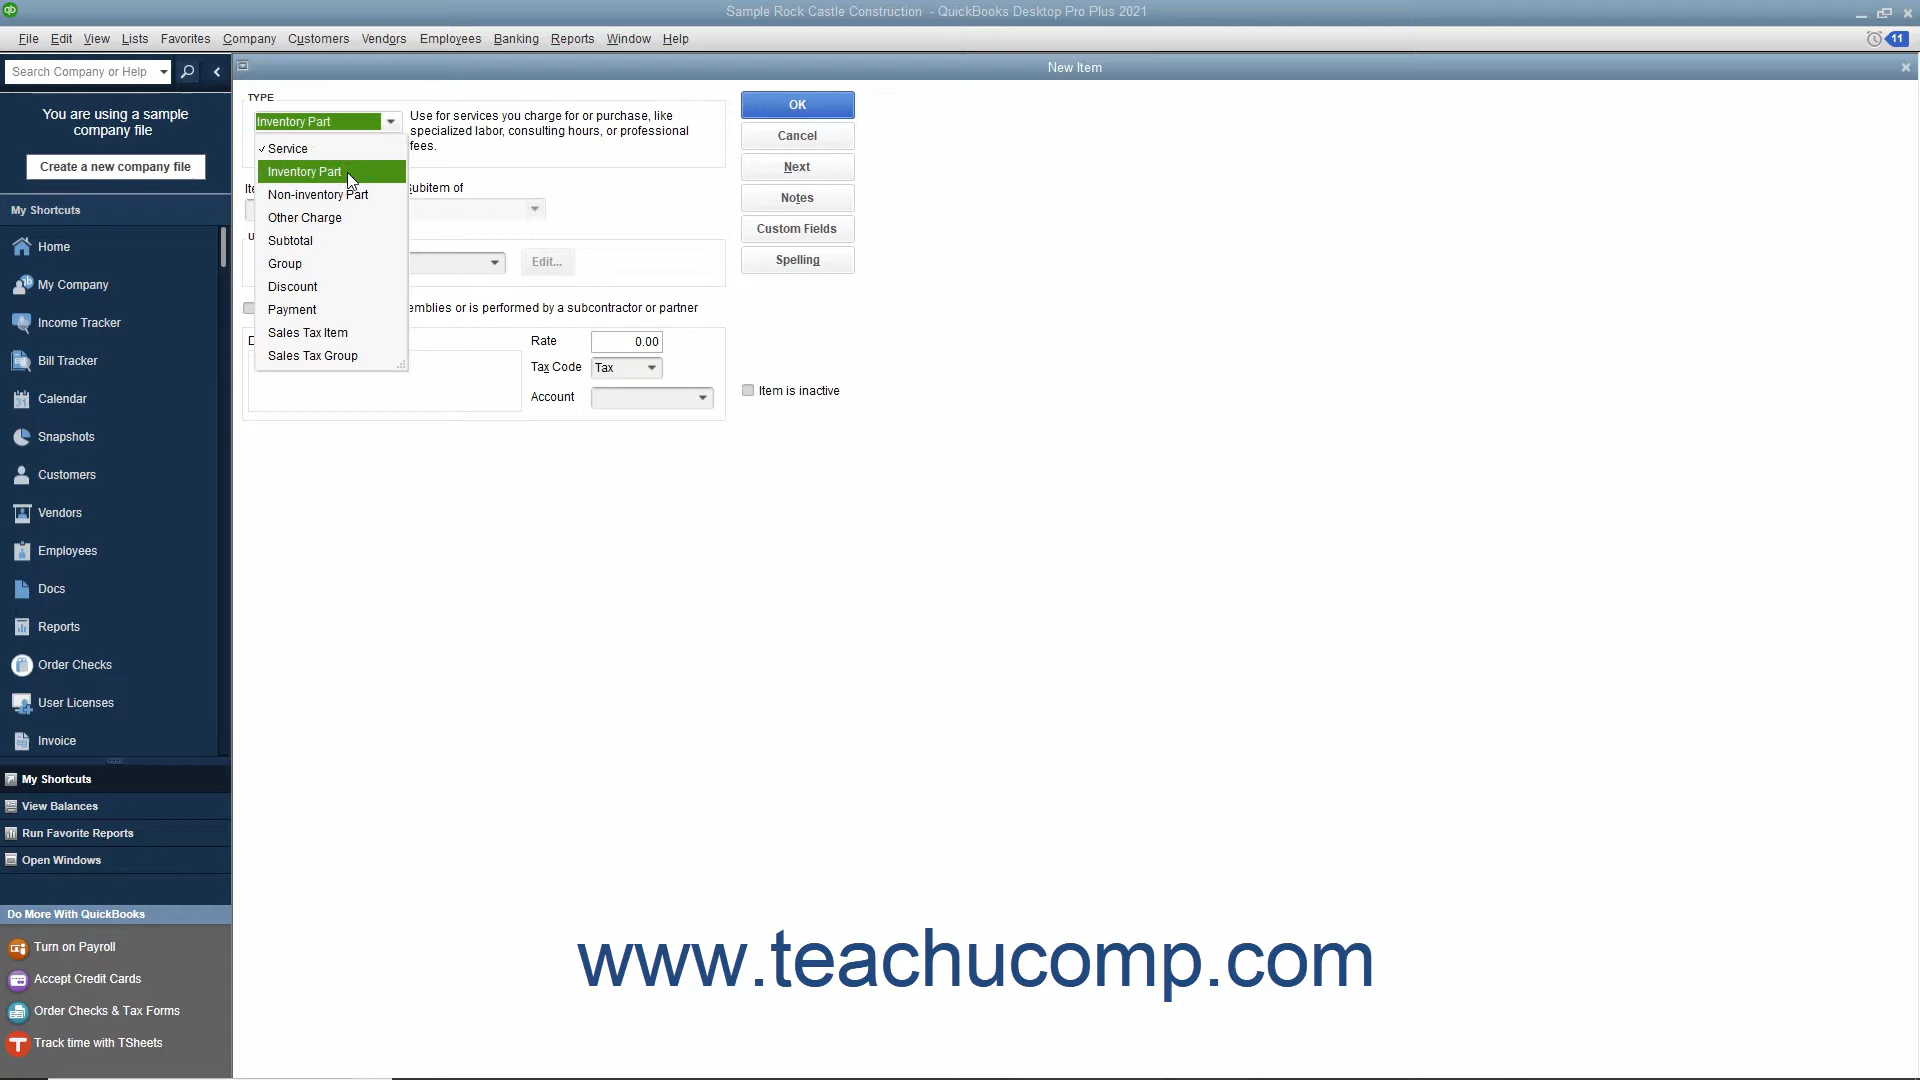 Sample Rock Castle Construction - QuickBooks Desktop Pro Plus 2021
File Edit View Lists Favorites Company Customers Vendors Employees Banking Reports Window Help
11
Search Company or Help
New Item
You are using a sample
company file
Create a new company file
My Shortcuts
Home
My Company
Income Tracker
Bill Tracker
Calendar
Snapshots
Customers
Vendors
Employees
Docs
Reports
Order Checks
User Licenses
Invoice
My Shortcuts
View Balances
Run Favorite Reports
Open Windows
Do More With QuickBooks
Turn on Payroll
Accept Credit Cards
Order Checks & Tax Forms
Track time with TSheets
TYPE
Inventory Part
Use for services you charge for or purchase, like
specialized labor, consulting hours, or professional
fees.
Service
Inventory Part
Non-inventory Part
Other Charge
Subtotal
Group
Discount
Payment
Sales Tax Item
Sales Tax Group
ubitem of
Edit...
emblies or is performed by a subcontractor or partner
Rate 0.00
Tax Code Tax
Account
OK
Cancel
Next
Notes
Custom Fields
Spelling
Item is inactive
www.teachucomp.com